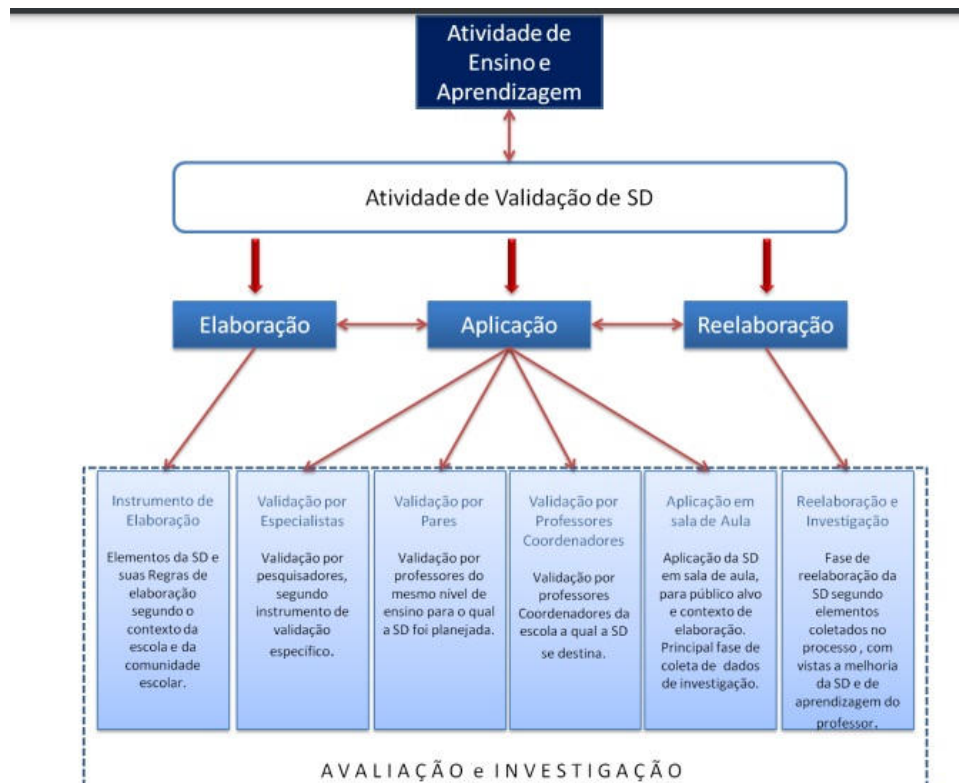 Atividade de
Ensino e
Aprendizagem
Atividade de Validação de SD
Elaboração
Aplicação
Reelaboração
Instrumento de
Elaboração
Elementos da SD e
suas Regras de
elaboração
segundo o
contexto da
escola e da
comunidade
escolar.
Validação por
Especialistas
Validação por
pesquisadores,
segundo
instrumento de
validação
específico.
Validação por
Pares
Validação por
professores do
mesmo nível de
ensino para o qual
a SD foi planejada.
Validação por
Professores
Coordenadores
Validação por
professores
Coordenadores da
escola a qual a SD
se destina.
Aplicação em
sala de Aula
Aplicação da SD
em sala de aula,
para público alvo
e contexto de
elaboração.
Principal fase de
coleta de dados
de investigação.
Reelaboração e
Investigação
Fase de
reelaboração da
SD segundo
elementos
coletados no
processo , com
vistas a melhoria
da SD e de
aprendizagem do
professor.
AVALIAÇÃO e INVESTIGAÇÃO